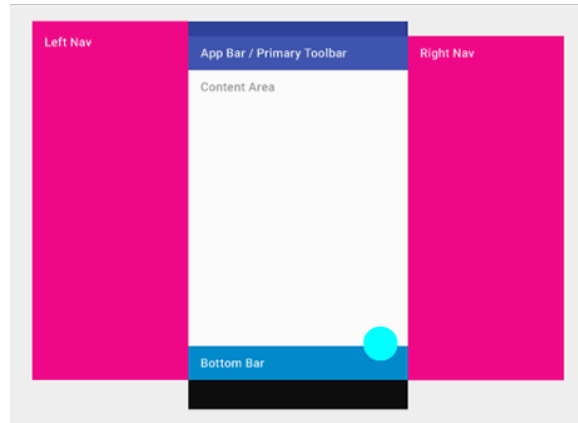 Left Nav
App Bar / Primary Toolbar
Right Nav
Content Area
Bottom Bar